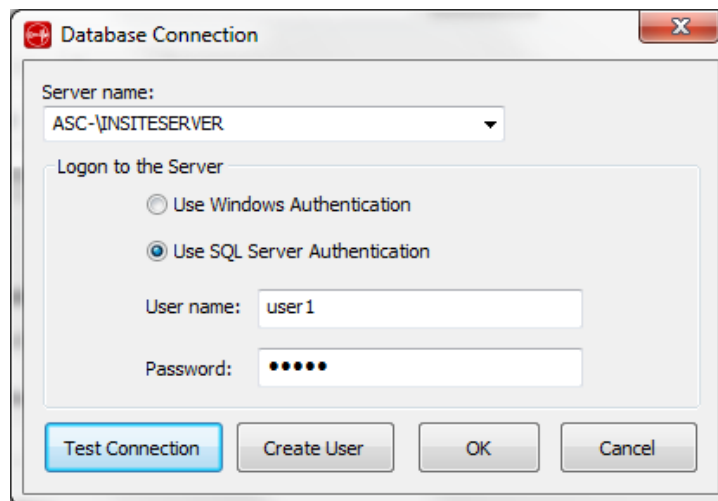 Database Connection
Server name:
ASC-\INSITESERVER
Logon to the Server
Use Windows Authentication
Use SQL Server Authentication
User name: user1
Password: •••••
Test Connection Create User OK Cancel